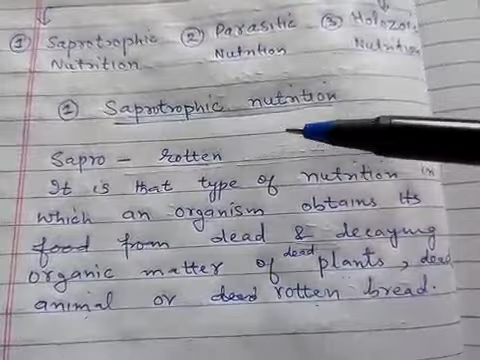 ① Saprotrophic ② Parasitic ③ Holozoi
Nutrition Nutntion Nutrition
① Saprotrophic nutrition
Sapro - rotten
It is that type of nutrition in
which an organism obtains its
food from dead & decaying
organic matter of dead plants, dead
animal or dead rotten bread.